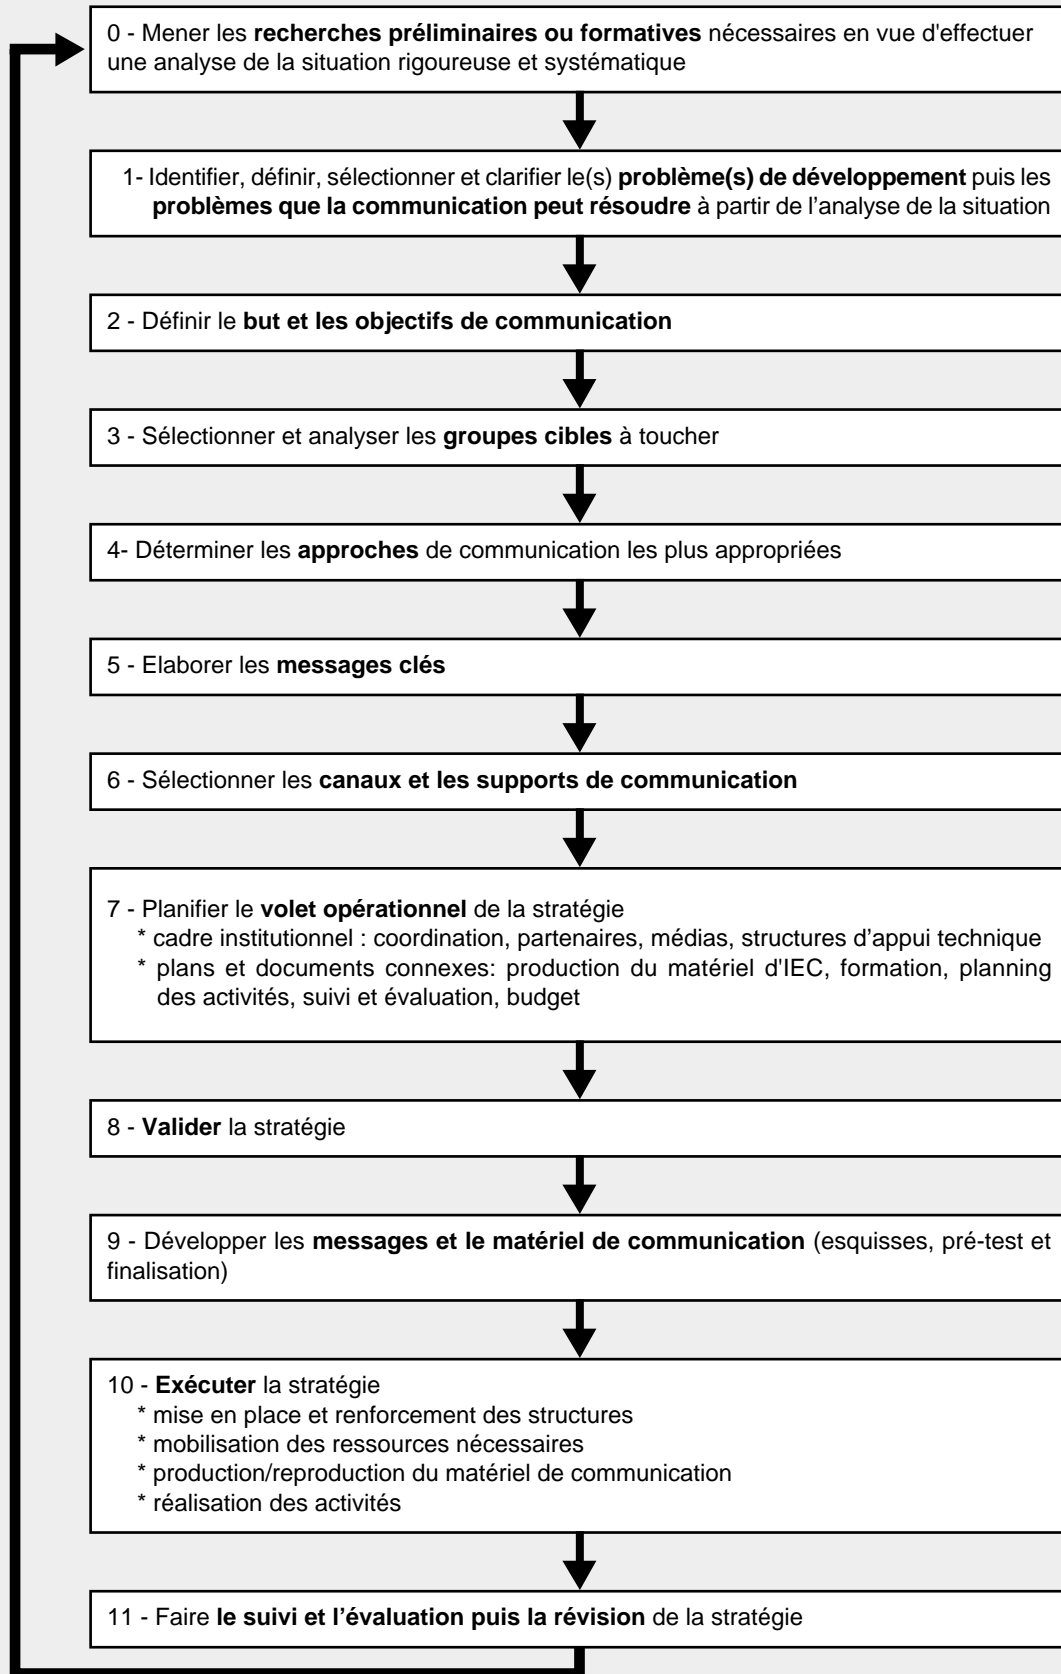 0 - Mener les recherches préliminaires ou formatives nécessaires en vue d'effectuer
une analyse de la situation rigoureuse et systématique
1- Identifier, définir, sélectionner et clarifier le(s) problème(s) de développement puis les
problèmes que la communication peut résoudre à partir de l’analyse de la situation
2 - Définir le but et les objectifs de communication
3 - Sélectionner et analyser les groupes cibles à toucher
4- Déterminer les approches de communication les plus appropriées
5 - Elaborer les messages clés
6 - Sélectionner les canaux et les supports de communication
7 - Planifier le volet opérationnel de la stratégie
* cadre institutionnel : coordination, partenaires, médias, structures d’appui technique
* plans et documents connexes: production du matériel d'IEC, formation, planning
des activités, suivi et évaluation, budget
8 - Valider la stratégie
9 - Développer les messages et le matériel de communication (esquisses, pré-test et
finalisation)
10 - Exécuter la stratégie
* mise en place et renforcement des structures
* mobilisation des ressources nécessaires
* production/reproduction du matériel de communication
* réalisation des activités
11 - Faire le suivi et l’évaluation puis la révision de la stratégie